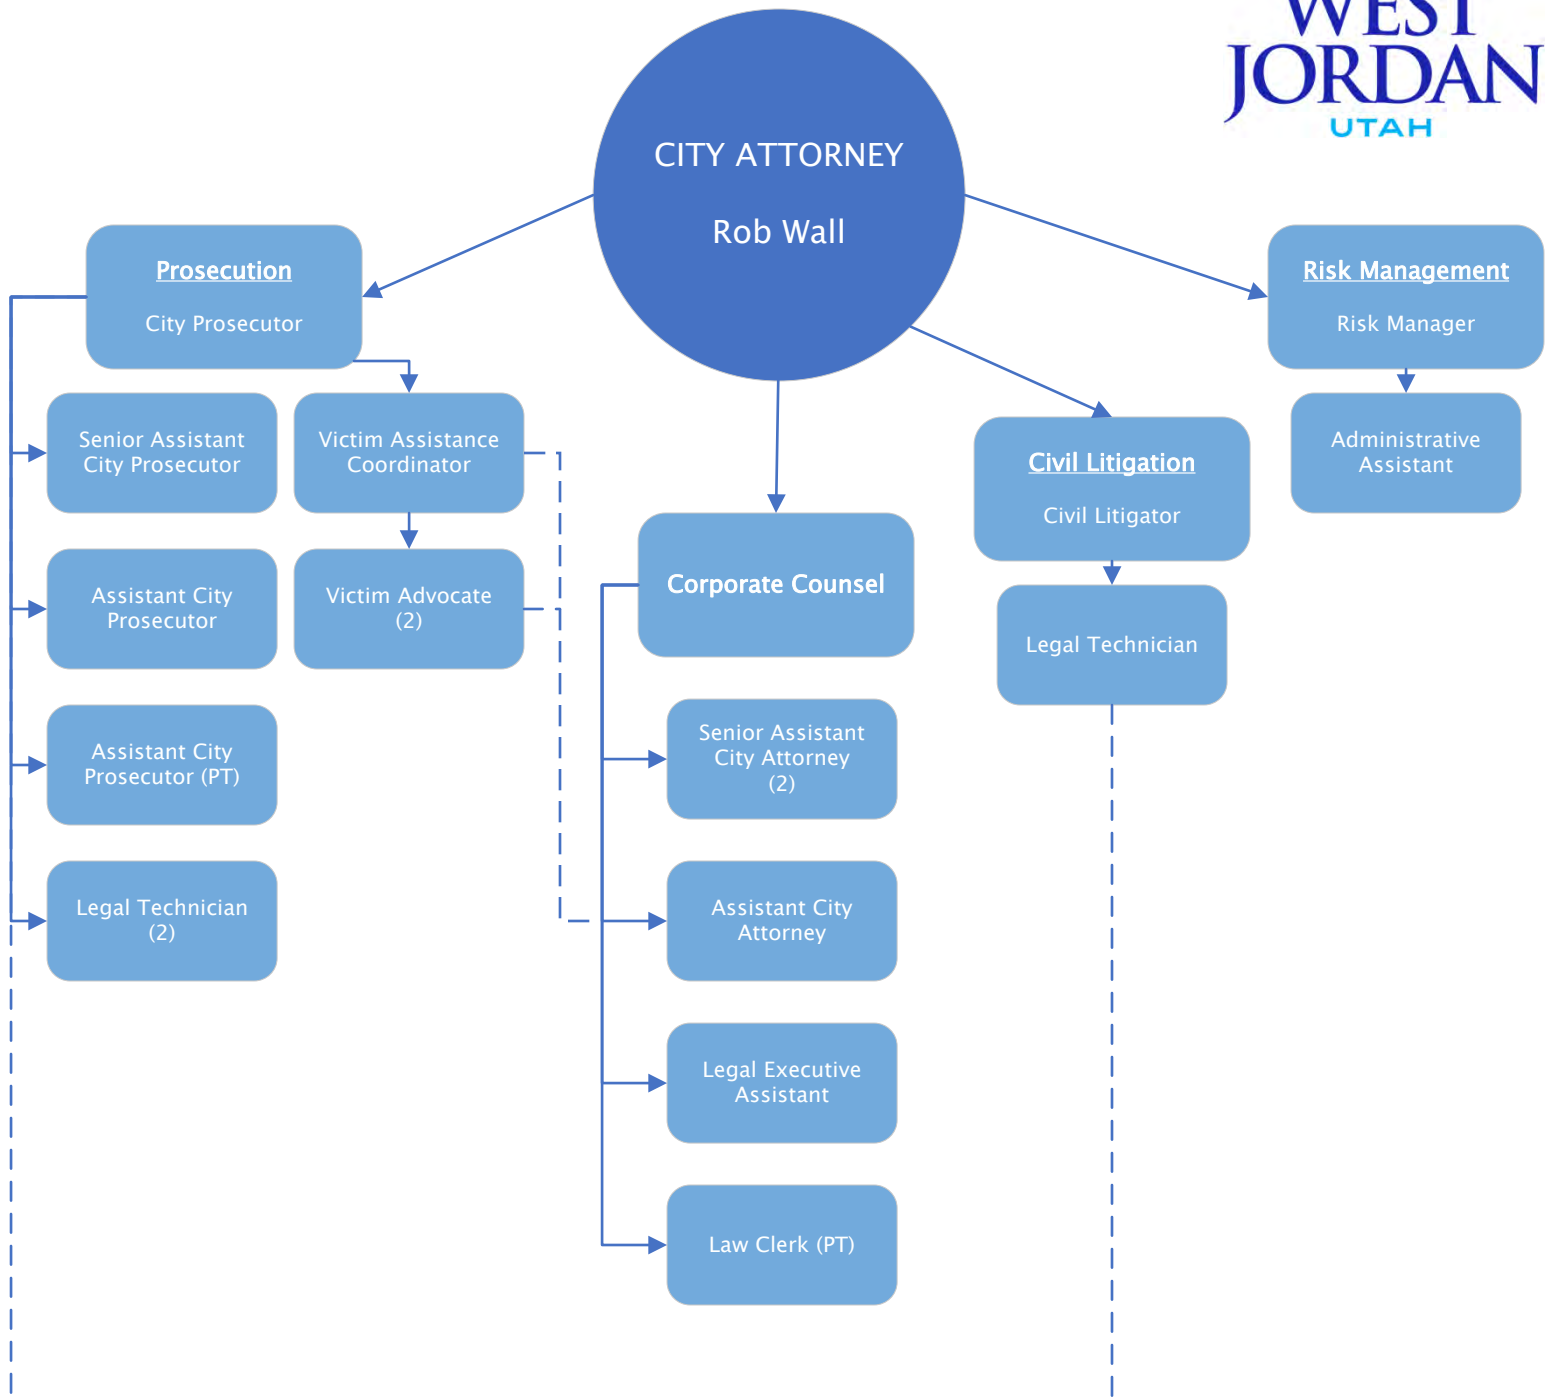 WEST
JORDAN
UTAH
CITY ATTORNEY
Rob Wall
Prosecution
City Prosecutor
Senior Assistant
City Prosecutor
Assistant City
Prosecutor
Assistant City
Prosecutor (PT)
Legal Technician
(2)
Victim Assistance
Coordinator
Victim Advocate
(2)
Corporate Counsel
Senior Assistant
City Attorney
(2)
Assistant City
Attorney
Legal Executive
Assistant
Law Clerk (PT)
Civil Litigation
Civil Litigator
Legal Technician
Risk Management
Risk Manager
Administrative
Assistant